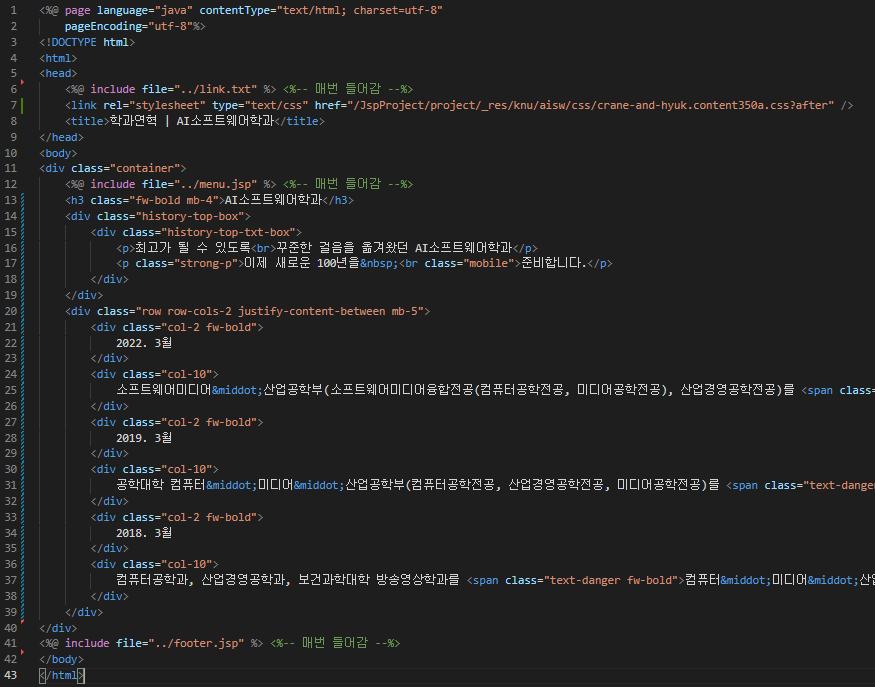 1 <%@ page language="java" contentType="text/html; charset=utf-8"
2 pageEncoding="utf-8"%>
3 <!DOCTYPE html>
4 <html>
5 <head>
6 <%@ include file="../link.txt" %> <%-- 매번 들어감 --%>
7 <link rel="stylesheet" type="text/css" href="/JspProject/project/_res/knu/aisw/css/crane-and-hyuk.content350a.css?after" />
8 <title>학과연혁 | AI소프트웨어학과</title>
9 </head>
10 <body>
11 <div class="container">
12 <%@ include file="../menu.jsp" %> <%-- 매번 들어감 --%>
13 <h3 class="fw-bold mb-4">AI소프트웨어학과</h3>
14 <div class="history-top-box">
15 <div class="history-top-txt-box">
16 <p>최고가 될 수 있도록<br>꾸준한 걸음을 옮겨왔던 AI소프트웨어학과</p>
17 <p class="strong-p">이제 새로운 100년을&nbsp;<br class="mobile">준비합니다.</p>
18 </div>
19 </div>
20 <div class="row row-cols-2 justify-content-between mb-5">
21 <div class="col-2 fw-bold">
22 2022. 3월
23 </div>
24 <div class="col-10">
25 소프트웨어미디어&middot;산업공학부(소프트웨어미디어융합전공(컴퓨터공학전공, 미디어공학전공), 산업경영공학전공)를 <span class=
26 </div>
27 <div class="col-2 fw-bold">
28 2019. 3월
29 </div>
30 <div class="col-10">
31 공학대학 컴퓨터&middot;미디어&middot;산업공학부(컴퓨터공학전공, 산업경영공학전공, 미디어공학전공)를 <span class="text-danger
32 </div>
33 <div class="col-2 fw-bold">
34 2018. 3월
35 </div>
36 <div class="col-10">
37 컴퓨터공학과, 산업경영공학과, 보건과학대학 방송영상학과를 <span class="text-danger fw-bold">컴퓨터&middot;미디어&middot;산업
38 </div>
39 </div>
40 </div>
41 <%@ include file="../footer.jsp" %> <%-- 매번 들어감 --%>
42 </body>
43 </html>